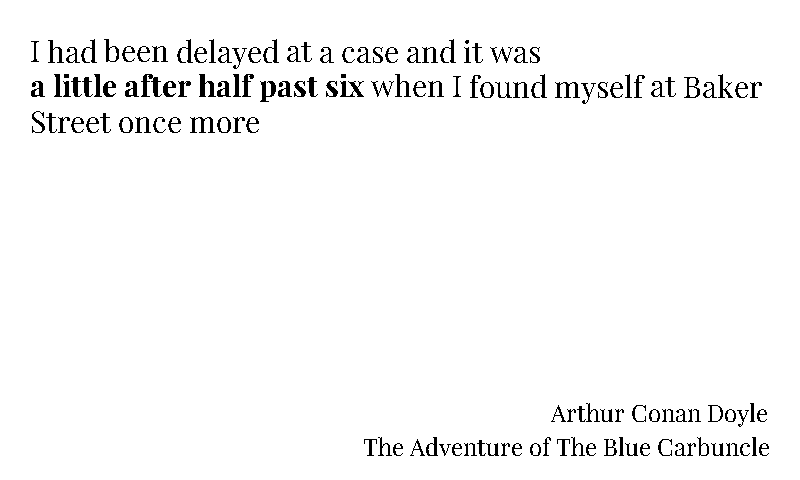 I had been delayed at a case and it was
a little after half past six when I found myself at Baker
Street once more
Arthur Conan Doyle
The Adventure of The Blue Carbuncle